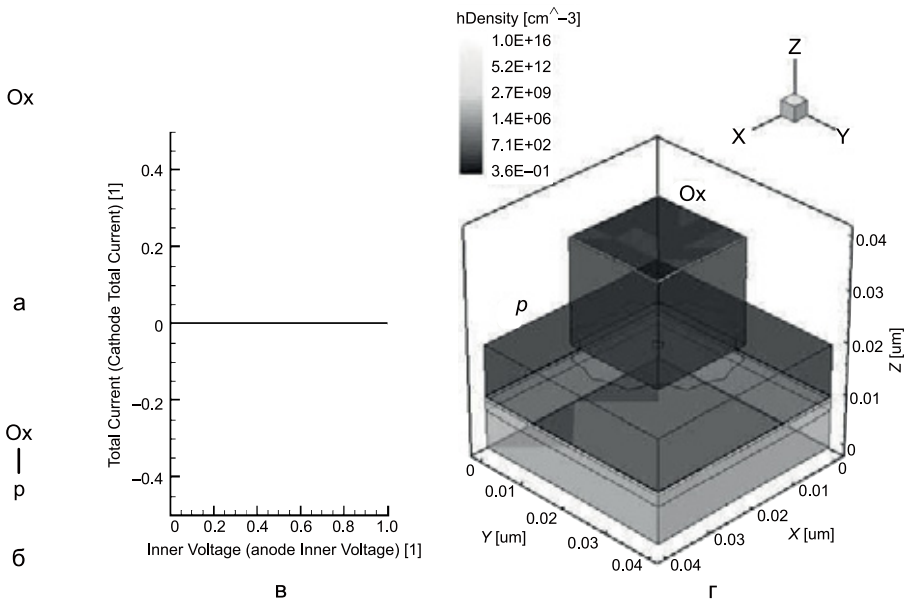 Ox
а
Ox
p
б
Total Current (Cathode Total Current) [1]
0.4
0.2
0
−0.2
−0.4
0
0.2
0.4
0.6
0.8
1.0
Inner Voltage (anode Inner Voltage) [1]
в
hDensity [cm^−3]
1.0E+16
5.2E+12
2.7E+09
1.4E+06
7.1E+02
3.6E−01
Z
X
Y
Ox
p
0.04
0.03
0.02
0.01
0
Z [um]
0
0.01
0.02
0.03
0.04
Y [um]
0
0.01
0.02
0.03
0.04
X [um]
г